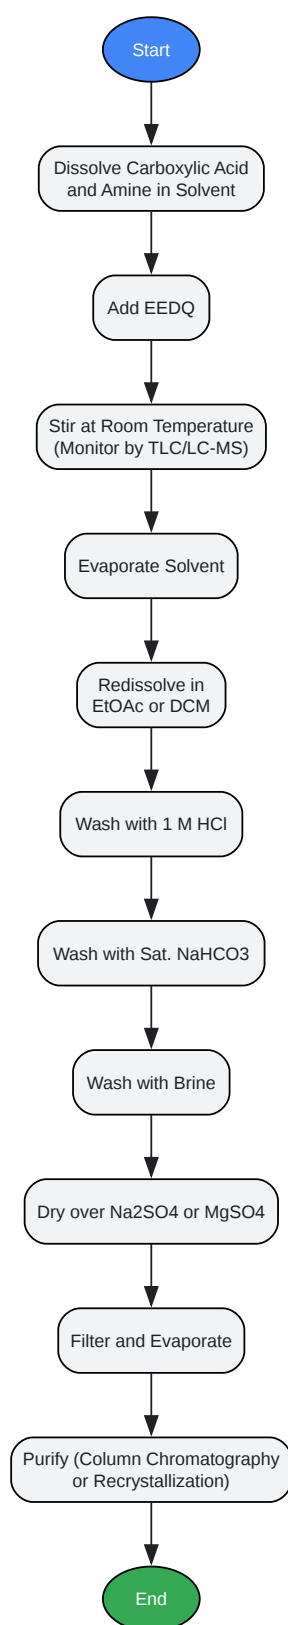 Start
Dissolve Carboxylic Acid
and Amine in Solvent
Add EEDQ
Stir at Room Temperature
(Monitor by TLC/LC-MS)
Evaporate Solvent
Redissolve in
EtOAc or DCM
Wash with 1 M HCl
Wash with Sat. NaHCO3
Wash with Brine
Dry over Na2SO4 or MgSO4
Filter and Evaporate
Purify (Column Chromatography
or Recrystallization)
End